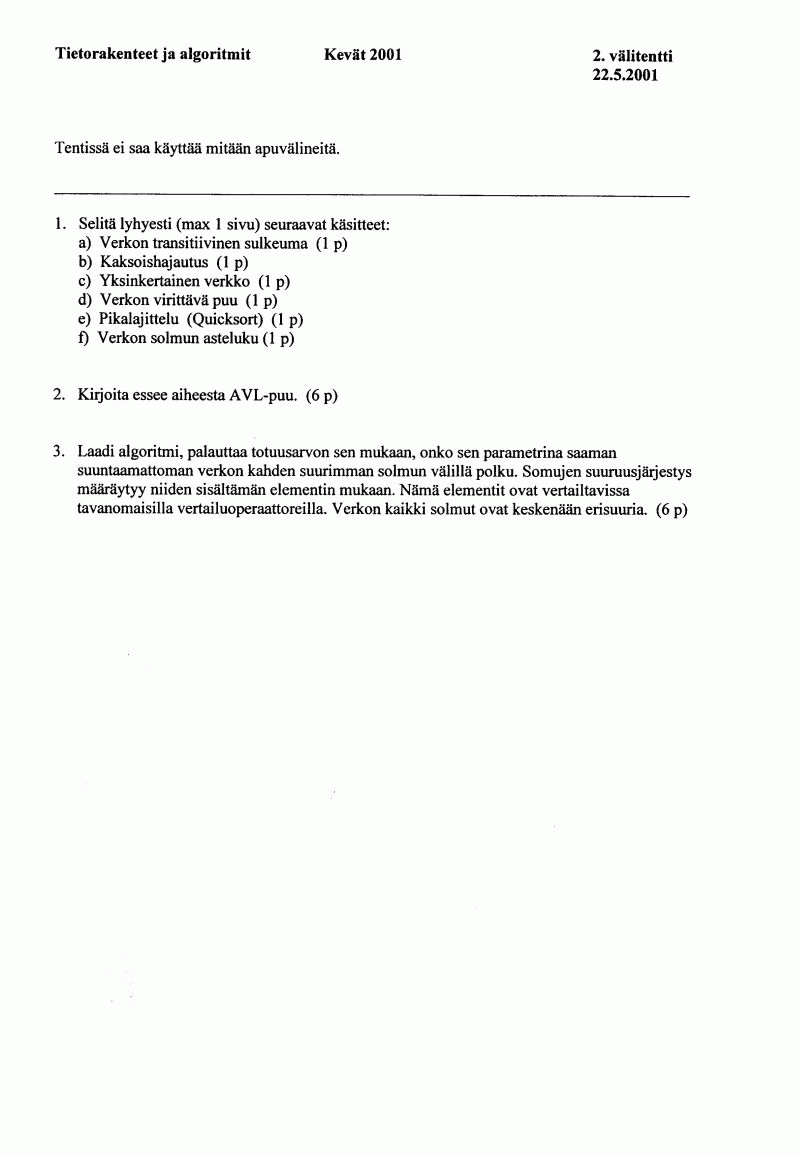 Tietorakenteet ja algoritmit Kevät 2001 2. välitentti
22.5.2001
Tentissä ei saa käyttää mitään apuvälineitä.
1. Selitä lyhyesti (max 1 sivu) seuraavat käsitteet:
a) Verkon transitiivinen sulkeuma (1 p)
b) Kaksoishajautus (1 p)
c) Yksinkertainen verkko (1 p)
d) Verkon virittävä puu (1 p)
e) Pikalajittelu (Quicksort) (1 p)
f) Verkon solmun asteluku (1 p)
2. Kirjoita essee aiheesta AVL-puu. (6 p)
3. Laadi algoritmi, palauttaa totuusarvon sen mukaan, onko sen parametrina saaman
suuntaamattoman verkon kahden suurimman solmun välillä polku. Somujen suuruusjärjestys
määräytyy niiden sisältämän elementin mukaan. Nämä elementit ovat vertailtavissa
tavanomaisilla vertailuoperaattoreilla. Verkon kaikki solmut ovat keskenään erisuuria. (6 p)